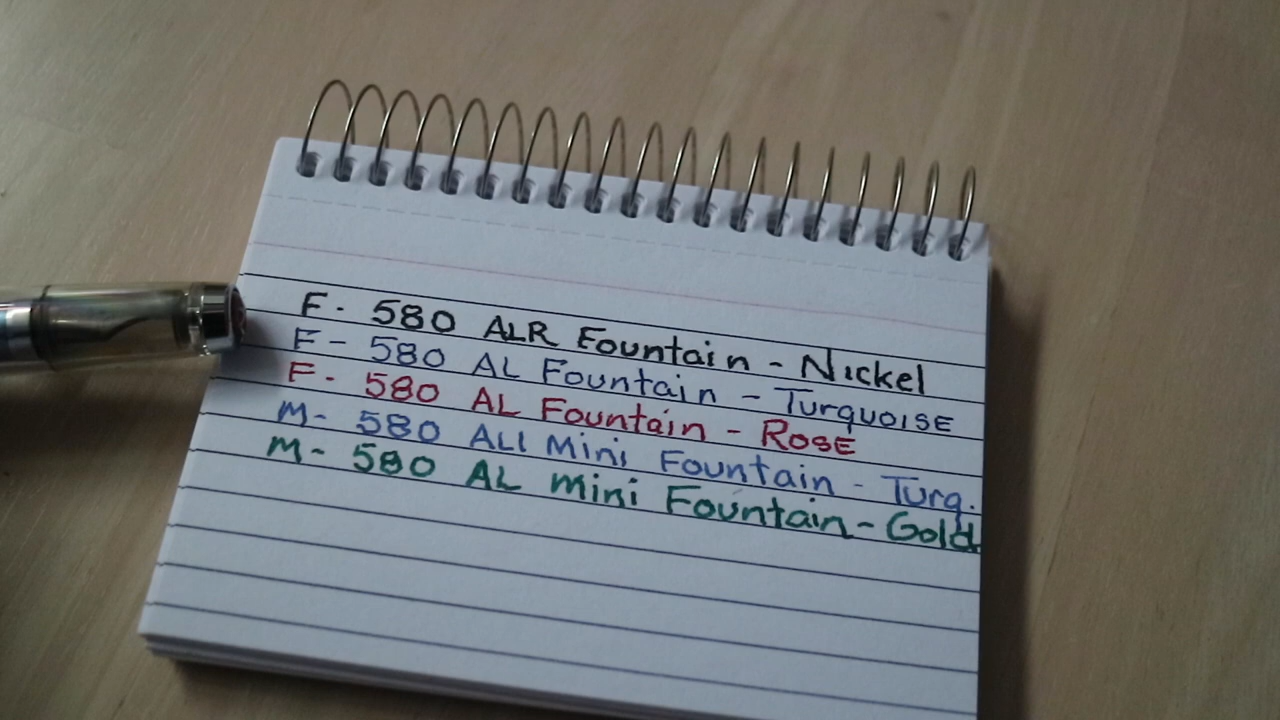 F. 580 ALR Fountain - Nickel
F - 580 AL Fountain - Turquoise
F. 580 AL Fountain - Rose
M- 580 ALI Mini Fountain - Turq.
M- 580 AL mini Fountain - Gold